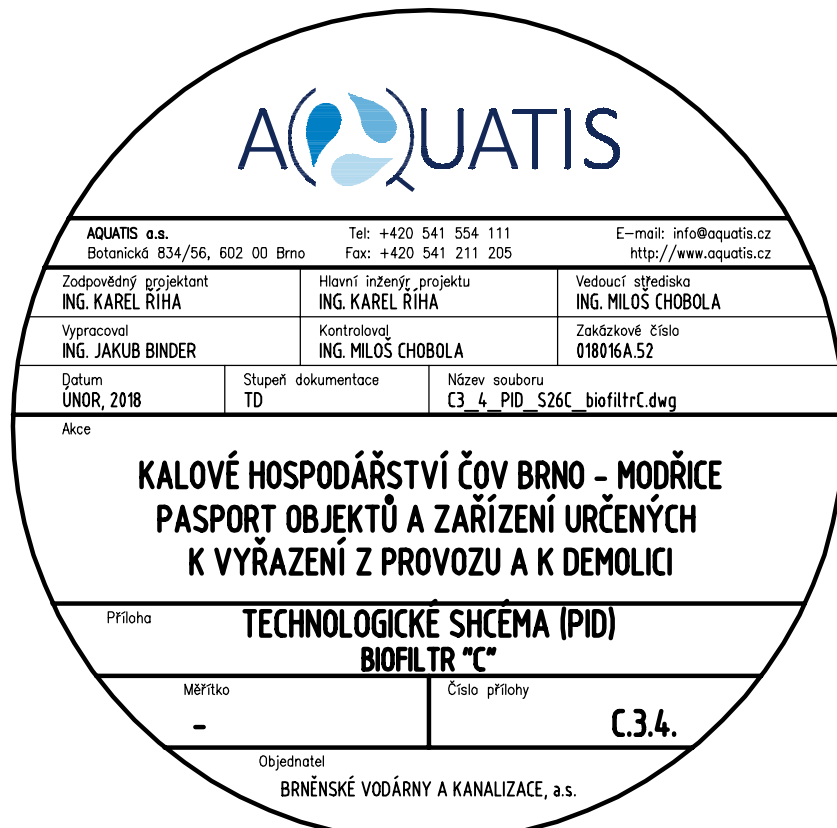 AQUATIS
AQUATIS a.s. Tel: +420 541 554 111 E-mail: info@aquatis.cz
Botanická 834/56, 602 00 Brno Fax: +420 541 211 205 http://www.aquatis.cz
Zodpovědný projektant Hlavní inženýr projektu Vedoucí střediska
ING. KAREL ŘÍHA ING. KAREL ŘÍHA ING. MILOŠ CHOBOLA
Vypracoval Kontroloval Zakázkové číslo
ING. JAKUB BINDER ING. MILOŠ CHOBOLA 018016A.52
Datum Stupeň dokumentace Název souboru
ÚNOR, 2018 TD C3_4_PID_S26C_biofiltrC.dwg
Akce
KALOVÉ HOSPODÁŘSTVÍ ČOV BRNO - MODŘICE
PASPORT OBJEKTŮ A ZAŘÍZENÍ URČENÝCH
K VYŘAZENÍ Z PROVOZU A K DEMOLICI
Příloha TECHNOLOGICKÉ SHCÉMA (PID)
BIOFILTR "C"
Měřítko Číslo přílohy
- C.3.4.
Objednatel
BRNĚNSKÉ VODÁRNY A KANALIZACE, a.s.